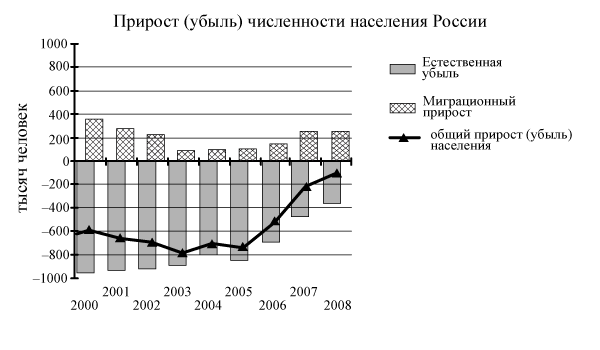 Прирост (убыль) численности населения России
тысяч человек
1000
800
600
400
200
0
–200
–400
–600
–800
–1000
2000
2001
2002
2003
2004
2005
2006
2007
2008
Естественная
убыль
Миграционный
прирост
общий прирост (убыль)
населения